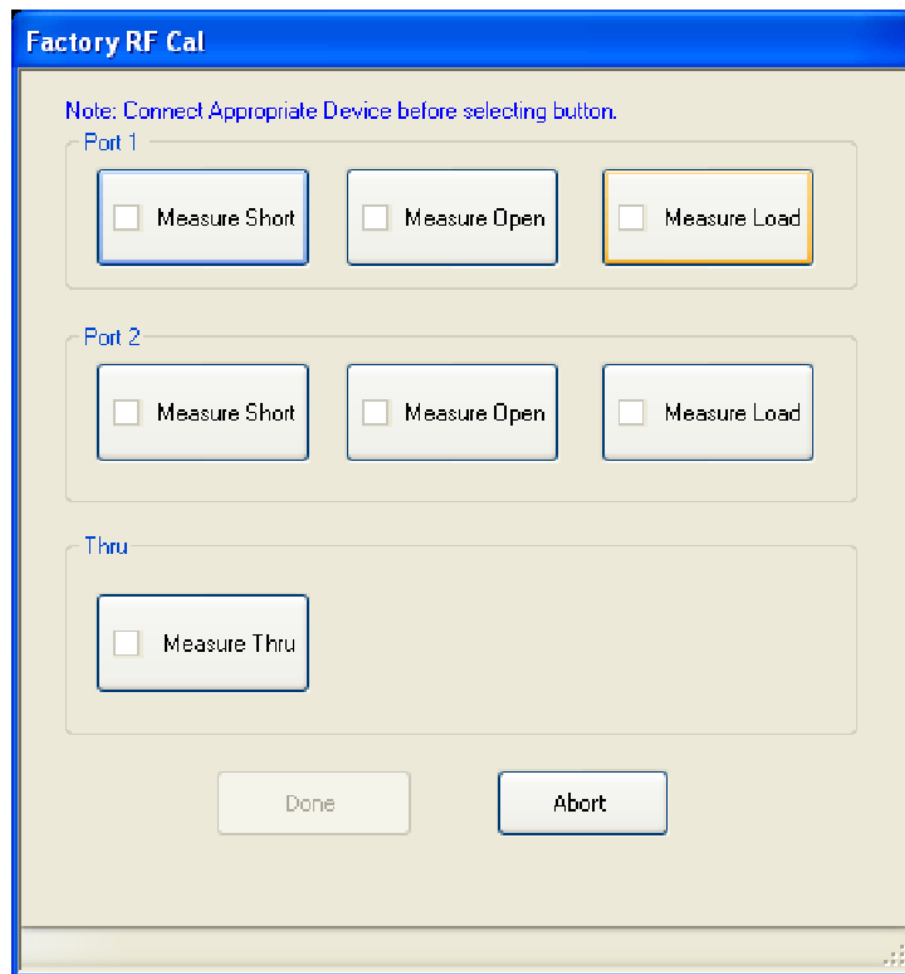 Factory RF Cal
Note: Connect Appropriate Device before selecting button.
Port 1
Measure Short
Measure Open
Measure Load
Port 2
Measure Short
Measure Open
Measure Load
Thru
Measure Thru
Done
Abort